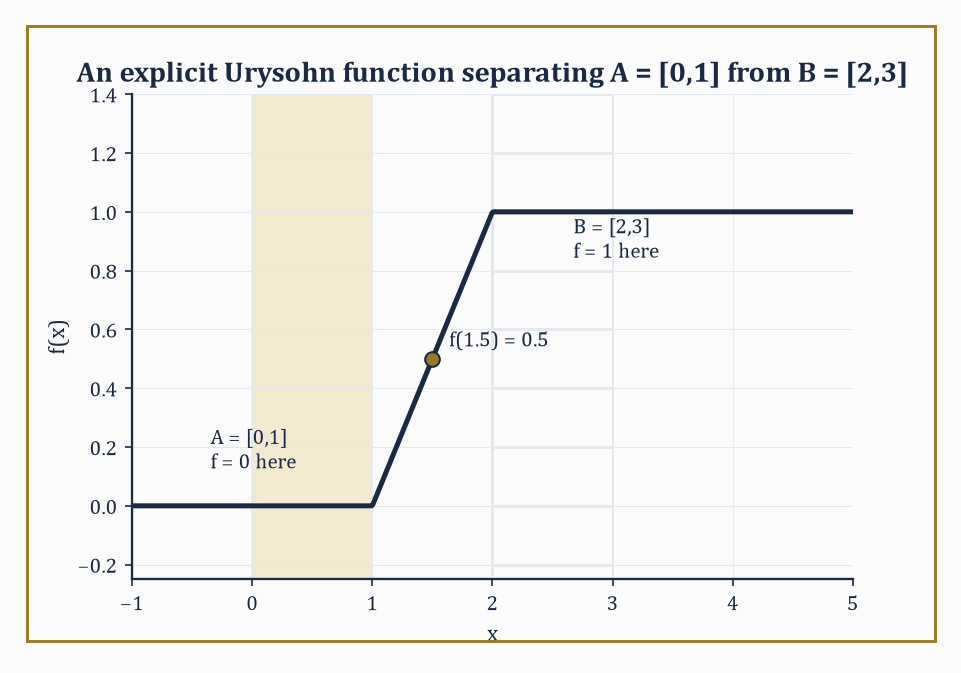 An explicit Urysohn function separating A = [0,1] from B = [2,3]
1.4
1.2
1.0
0.8
0.6
0.4
0.2
0.0
−0.2
f(x)
B = [2,3]
f = 1 here
f(1.5) = 0.5
A = [0,1]
f = 0 here
−1 0 1 2 3 4 5
x